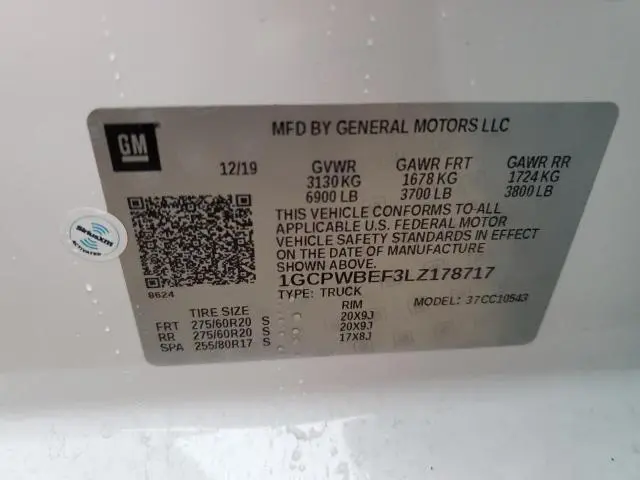 GM
MFD BY GENERAL MOTORS LLC
12/19 GVWR GAWR FRT GAWR RR
3130 KG 1678 KG 1724 KG
6900 LB 3700 LB 3800 LB
THIS VEHICLE CONFORMS TO ALL
APPLICABLE U.S. FEDERAL MOTOR
VEHICLE SAFETY STANDARDS IN EFFECT
ON THE DATE OF MANUFACTURE
SHOWN ABOVE.
SIRIUSXM
ACTIVATED
8624
1GCPWBEF3LZ178717
TYPE: TRUCK
MODEL: 37CC10543
TIRE SIZE RIM
FRT 275/60R20 S 20X9J
RR 275/60R20 S 20X9J
SPA 255/80R17 S 17X8J